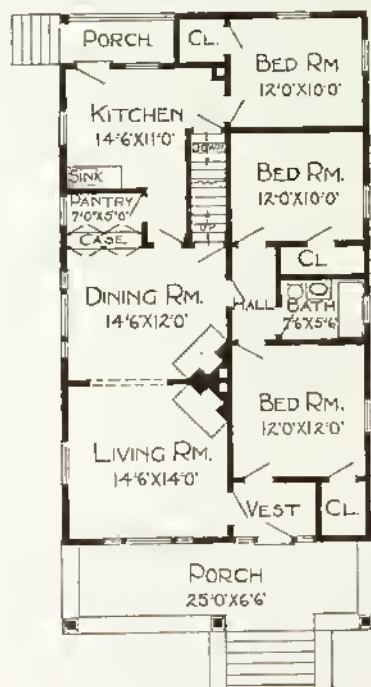 PORCH
CL.
BED RM
12'0"X10'0"
KITCHEN
14'6"X11'0"
DOWN
BED RM.
12'0"X10'0"
SINK
PANTRY
7'0"X5'0"
CASE
UP
CL.
DINING RM.
14'6"X12'0"
HALL
BATH
7'6"X5'6"
BED RM.
12'0"X12'0"
LIVING RM.
14'6"X14'0"
VEST
CL.
PORCH
25'0"X6'6"